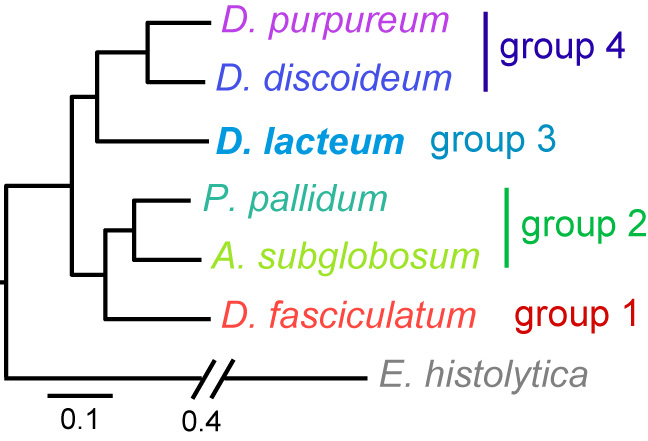 D. purpureum
group 4
D. discoideum
D. lacteum group 3
P. pallidum
group 2
A. subglobosum
D. fasciculatum group 1
E. histolytica
0.1
0.4